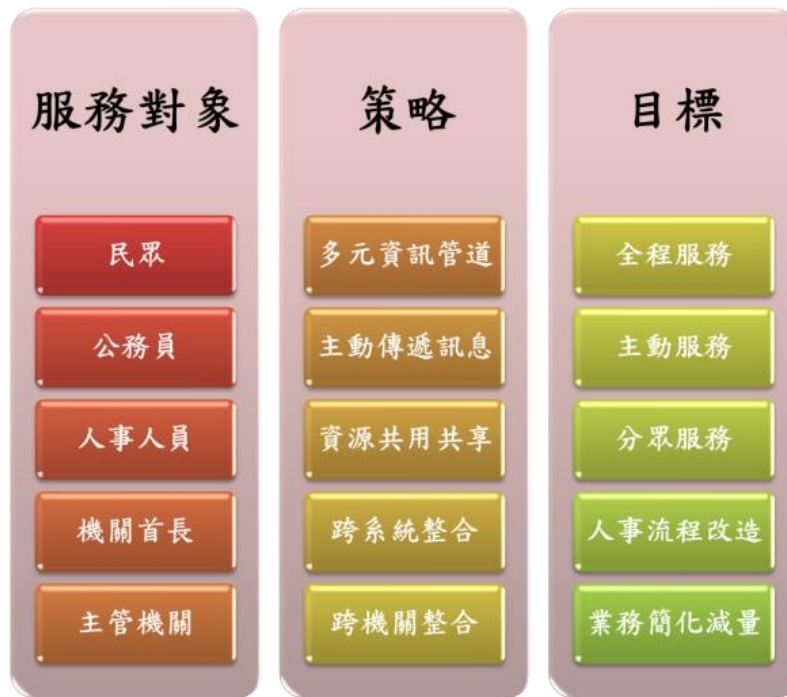 服務對象
民眾
公務員
人事人員
機關首長
主管機關
策略
多元資訊管道
主動傳遞訊息
資源共用共享
跨系統整合
跨機關整合
目標
全程服務
主動服務
分眾服務
人事流程改造
業務簡化減量